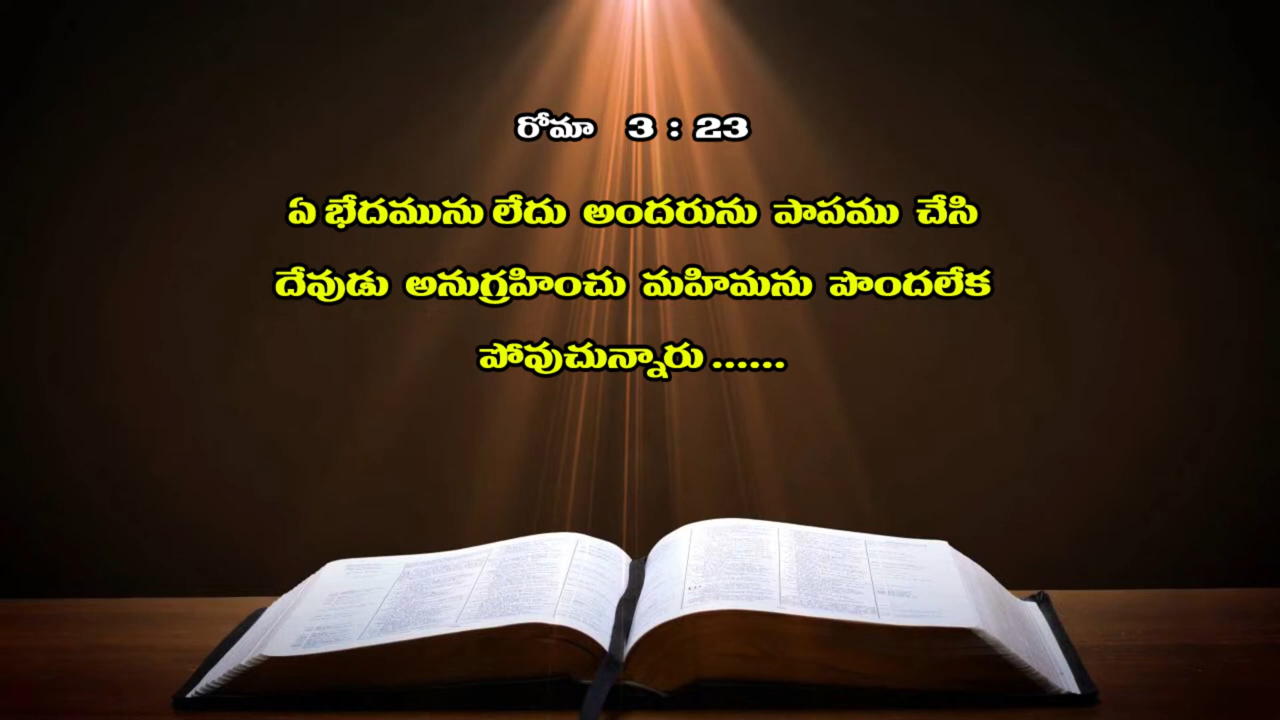 రోమా 3 : 23
ఏ భేదమును లేదు అందరును పాపము చేసి
దేవుడు అనుగ్రహించు మహిమను పొందలేక
పోవుచున్నారు......